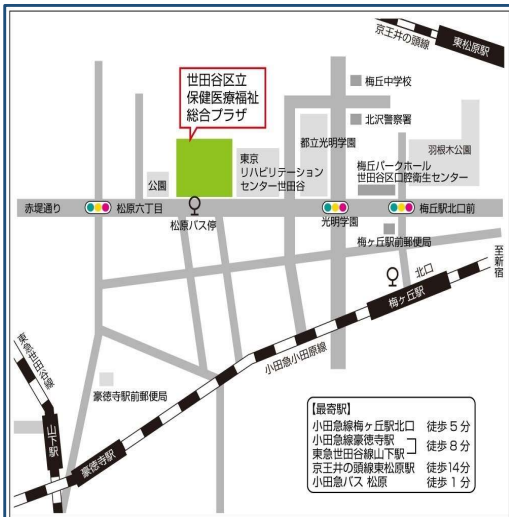 京王井の頭線
東松原駅
世田谷区立
保健医療福祉
総合プラザ
梅丘中学校
北沢警察署
都立光明学園
羽根木公園
東京
リハビリテーション
センター世田谷
公園
梅丘パークホール
世田谷区口腔衛生センター
赤堤通り
松原六丁目
松原バス停
光明学園
梅丘駅北口前
梅ヶ丘駅前郵便局
至新宿
北口
梅ヶ丘駅
小田急小田原線
東急世田谷線
山下駅
豪徳寺駅前郵便局
豪徳寺駅
【最寄駅】
小田急線梅ヶ丘駅北口 徒歩5分
小田急線豪徳寺駅
東急世田谷線山下駅 徒歩8分
京王井の頭線東松原駅 徒歩14分
小田急バス 松原 徒歩1分